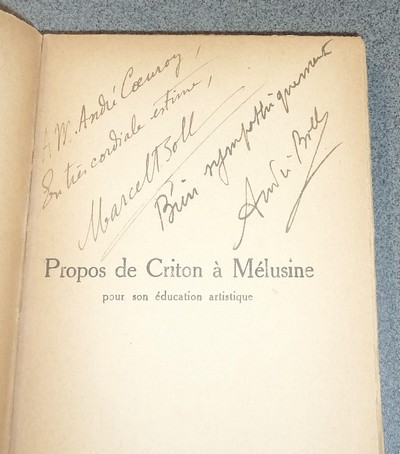 A M. André Cœuroy,
En très cordiale estime,
Marcel Boll
Bien sympathiquement
André Boll
Propos de Criton à Mélusine
pour son éducation artistique